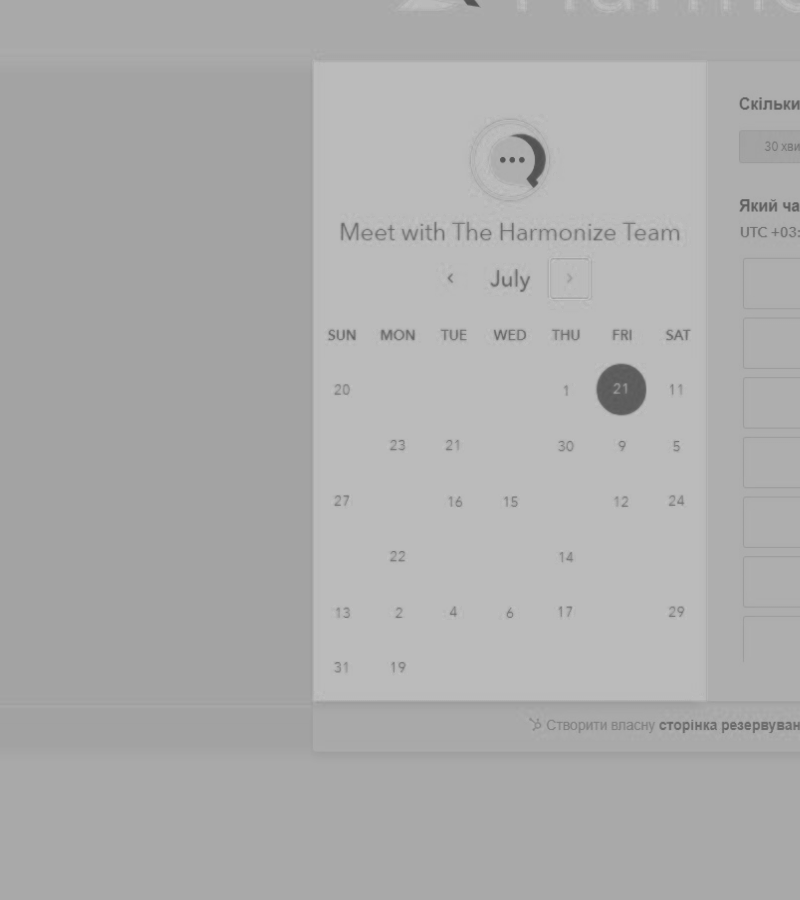 Скільки
30 хви
Meet with The Harmonize Team
Який ча
UTC +03:
‹ July ›
SUN MON TUE WED THU FRI SAT
20 1 21 11
23 21 30 9 5
27 16 15 12 24
22 14
13 2 4 6 17 29
31 19
Створити власну сторінка резервуван